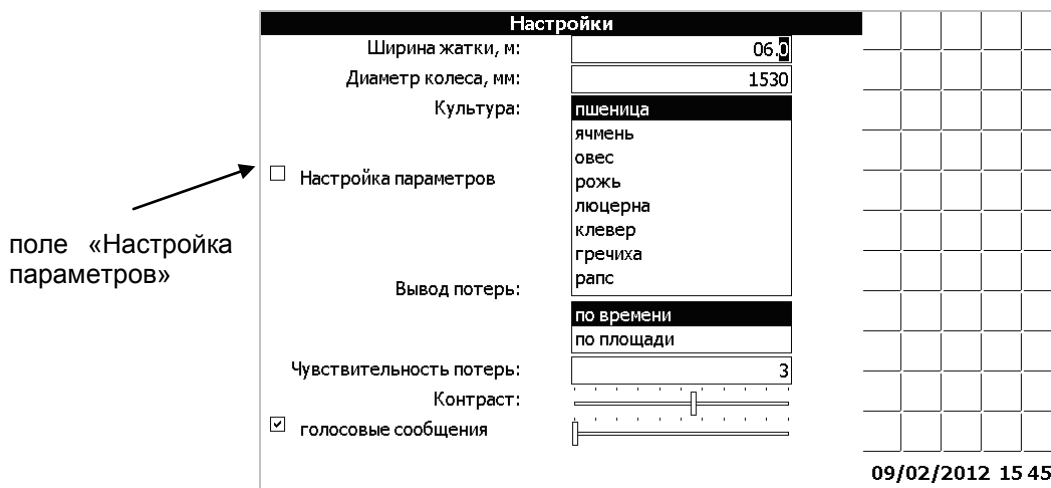 Настройки
Ширина жатки, м: 06.0
Диаметр колеса, мм: 1530
Культура: пшеница
ячмень
овес
Настройка параметров рожь
люцерна
клевер
гречиха
рапс
поле «Настройка
параметров»
Вывод потерь: по времени
по площади
Чувствительность потерь: 3
Контраст:
голосовые сообщения
09/02/2012 15 45